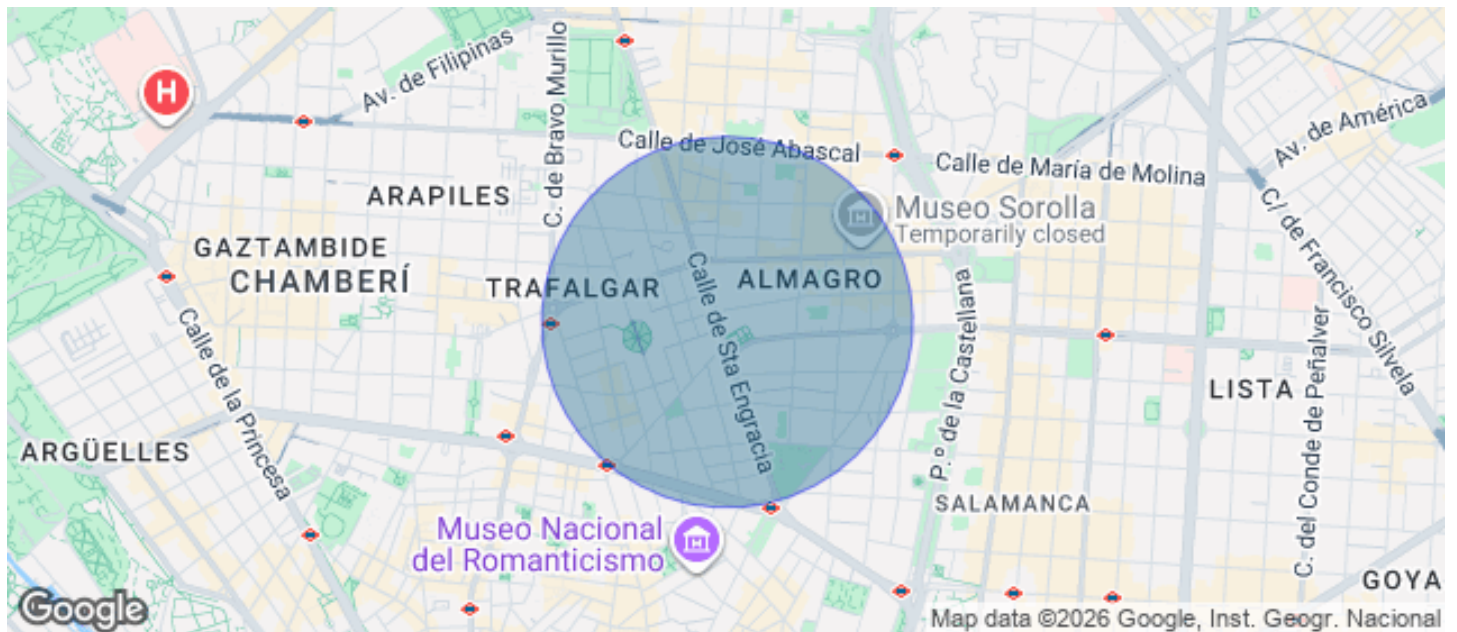 Av. de Filipinas
C. de Bravo Murillo
H
Av. de América
Calle de José Abascal
Calle de María de Molina
ARAPILES
Museo Sorolla
Temporarily closed
GAZTAMBIDE
CHAMBERÍ
TRAFALGAR
ALMAGRO
C/ de Francisco Silvela
Calle de Sta Engracia
P.º de la Castellana
Calle de la Princesa
LISTA
C. del Conde de Peñalver
ARGÜELLES
SALAMANCA
Museo Nacional
del Romanticismo
GOYA
Google
Map data ©2026 Google, Inst. Geogr. Nacional